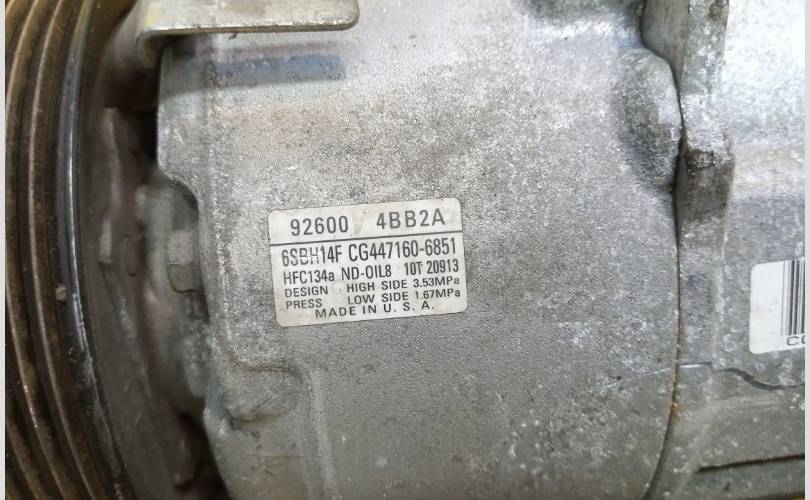 92600 4BB2A
6SBH14F CG447160-6851
HFC134a ND-OIL8 10T 20913
DESIGN HIGH SIDE 3.53MPa
PRESS LOW SIDE 1.67MPa
MADE IN U. S. A.